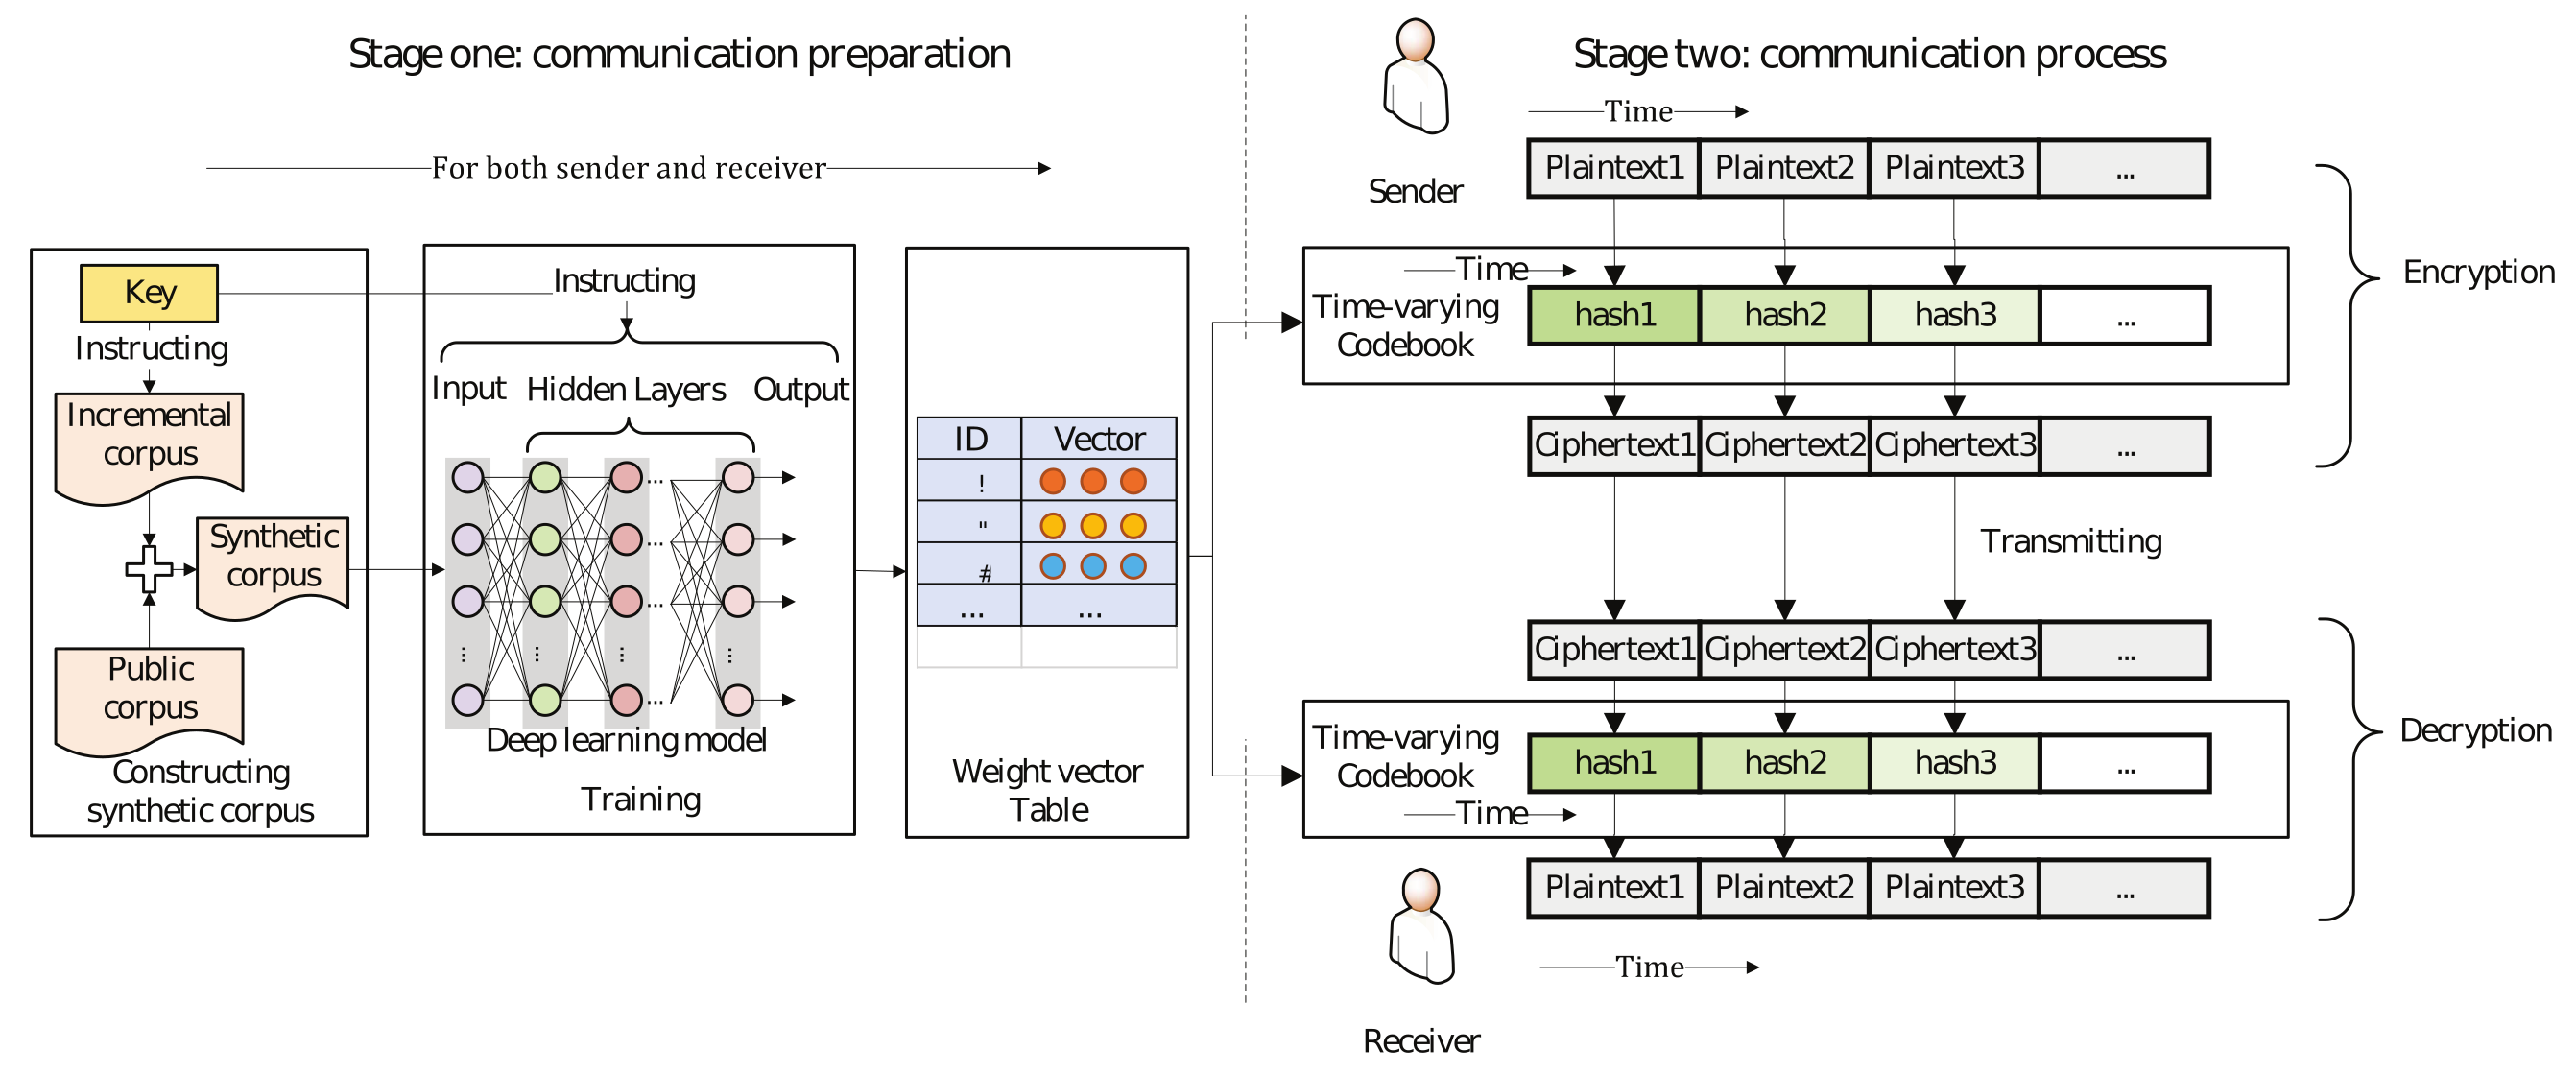 Stage one: communication preparation
For both sender and receiver
Key
Instructing
Incremental
corpus
Synthetic
corpus
Public
corpus
Constructing
synthetic corpus
Instructing
Input
Hidden Layers
Output
...
...
...
...
...
...
...
...
Deep learning model
Training
ID
Vector
!
"
#
...
...
Weight vector
Table
Stage two: communication process
Sender
Time
Plaintext1
Plaintext2
Plaintext3
...
Time
Time-varying
Codebook
hash1
hash2
hash3
...
Ciphertext1
Ciphertext2
Ciphertext3
...
Encryption
Transmitting
Ciphertext1
Ciphertext2
Ciphertext3
...
Time-varying
Codebook
Time
hash1
hash2
hash3
...
Plaintext1
Plaintext2
Plaintext3
...
Decryption
Time
Receiver